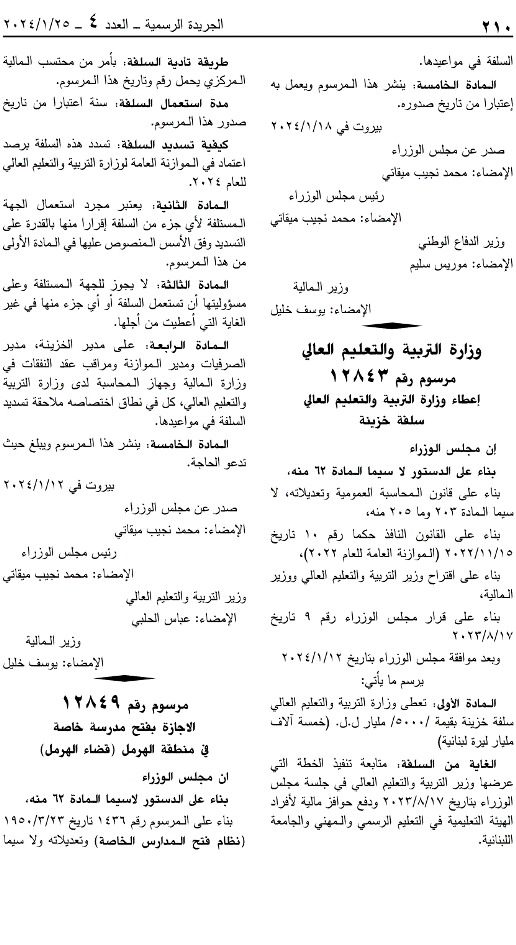 ٢١٠
الجريدة الرسمية – العدد ٤ – ٢٠٢٤/١/٢٥
السلفة في مواعيدها.
المادة الخامسة: ينشر هذا المرسوم ويعمل به
إعتبارا من تاريخ صدوره.
بيروت في ٢٠٢٤/١/١٨
صدر عن مجلس الوزراء
الإمضاء: محمد نجيب ميقاتي
رئيس مجلس الوزراء
الإمضاء: محمد نجيب ميقاتي
وزير الدفاع الوطني
الإمضاء: موريس سليم
وزير المالية
الإمضاء: يوسف خليل
وزارة التربية والتعليم العالي
مرسوم رقم ١٢٨٤٣
إعطاء وزارة التربية والتعليم العالي
سلفة خزينة
إن مجلس الوزراء
بناء على الدستور لا سيما المادة ٦٢ منه،
بناء على قانون المحاسبة العمومية وتعديلاته، لا
سيما المادة ٢٠٣ وما ٢٠٥ منه،
بناء على القانون النافذ حكما رقم ١٠ تاريخ
٢٠٢٢/١١/١٥ (الموازنة العامة للعام ٢٠٢٢)،
بناء على اقتراح وزير التربية والتعليم العالي ووزير
المالية،
بناء على قرار مجلس الوزراء رقم ٩ تاريخ
٢٠٢٣/٨/١٧
وبعد موافقة مجلس الوزراء بتاريخ ٢٠٢٤/١/١٢
يرسم ما يأتي:
المادة الأولى: تعطى وزارة التربية والتعليم العالي
سلفة خزينة بقيمة /٥٠٠٠/ مليار ل.ل. (خمسة آلاف
مليار ليرة لبنانية)
الغاية من السلفة: متابعة تنفيذ الخطة التي
عرضها وزير التربية والتعليم العالي في جلسة مجلس
الوزراء بتاريخ ٢٠٢٣/٨/١٧ ودفع حوافز مالية لأفراد
الهيئة التعليمية في التعليم الرسمي والمهني والجامعة
اللبنانية.
طريقة تادية السلفة: بأمر من محتسب المالية
المركزي يحمل رقم وتاريخ هذا المرسوم.
مدة استعمال السلفة: سنة اعتبارا من تاريخ
صدور هذا المرسوم.
كيفية تسديد السلفة: تسدد هذه السلفة برصد
اعتماد في الموازنة العامة لوزارة التربية والتعليم العالي
للعام ٢٠٢٤.
المادة الثانية: يعتبر مجرد استعمال الجهة
المستلفة لأي جزء من السلفة إقرارا منها بالقدرة على
التسديد وفق الأسس المنصوص عليها في المادة الأولى
من هذا المرسوم.
المادة الثالثة: لا يجوز للجهة المستلفة وعلى
مسؤوليتها أن تستعمل السلفة أو أي جزء منها في غير
الغاية التي أعطيت من أجلها.
المادة الرابعة: على مدير الخزينة، مدير
الصرفيات ومدير الموازنة ومراقب عقد النفقات في
وزارة المالية وجهاز المحاسبة لدى وزارة التربية
والتعليم العالي، كل في نطاق اختصاصه ملاحقة تسديد
السلفة في مواعيدها.
المادة الخامسة: ينشر هذا المرسوم ويبلغ حيث
تدعو الحاجة.
بيروت في ٢٠٢٤/١/١٢
صدر عن مجلس الوزراء
الإمضاء: محمد نجيب ميقاتي
رئيس مجلس الوزراء
الإمضاء: محمد نجيب ميقاتي
وزير التربية والتعليم العالي
الإمضاء: عباس الحلبي
وزير المالية
الإمضاء: يوسف خليل
مرسوم رقم ١٢٨٤٩
الاجازة بفتح مدرسة خاصة
في منطقة الهرمل (قضاء الهرمل)
ان مجلس الوزراء
بناء على الدستور لاسيما المادة ٦٢ منه،
بناء على المرسوم رقم ١٤٣٦ تاريخ ١٩٥٠/٣/٢٣
(نظام فتح المدارس الخاصة) وتعديلاته ولا سيما